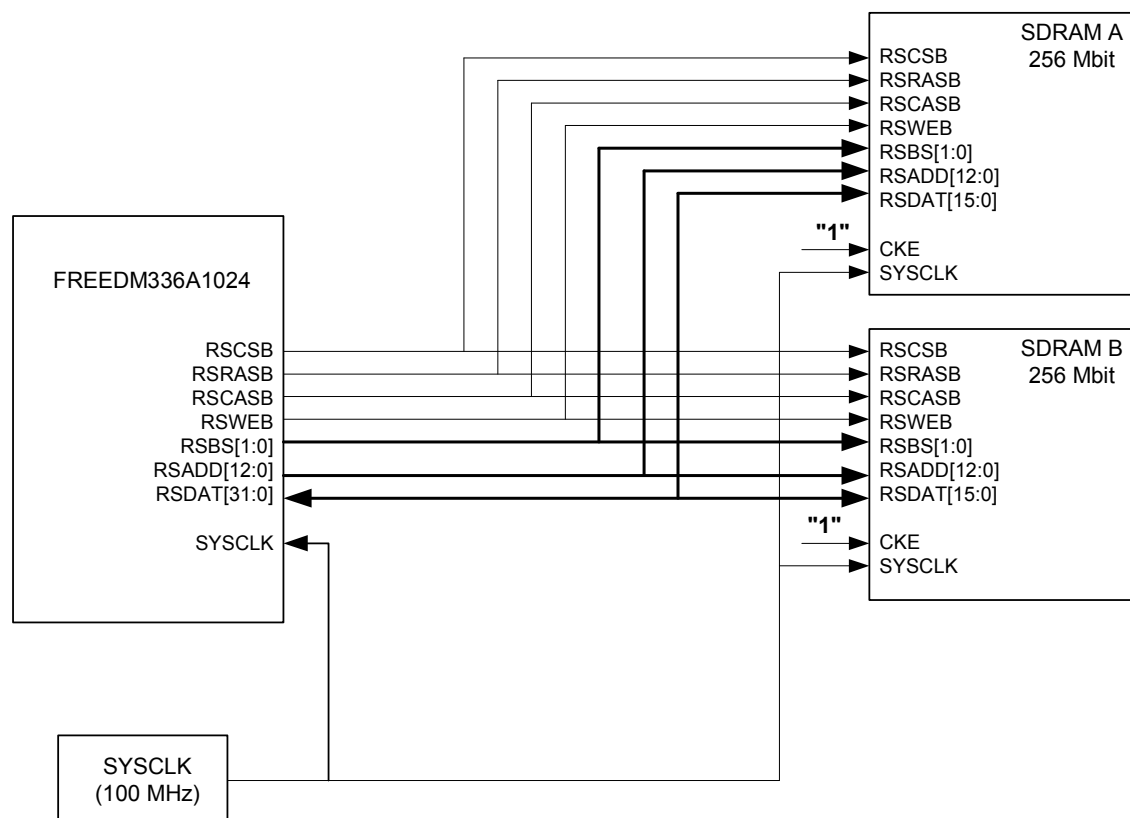 SDRAM A
256 Mbit
RSCSB
RSRASB
RSCASB
RSWEB
RSBS[1:0]
RSADD[12:0]
RSDAT[15:0]
"1"
CKE
SYSCLK
FREEDM336A1024
RSCSB
RSRASB
RSCASB
RSWEB
RSBS[1:0]
RSADD[12:0]
RSDAT[31:0]
SYSCLK
SDRAM B
256 Mbit
RSCSB
RSRASB
RSCASB
RSWEB
RSBS[1:0]
RSADD[12:0]
RSDAT[15:0]
"1"
CKE
SYSCLK
SYSCLK
(100 MHz)